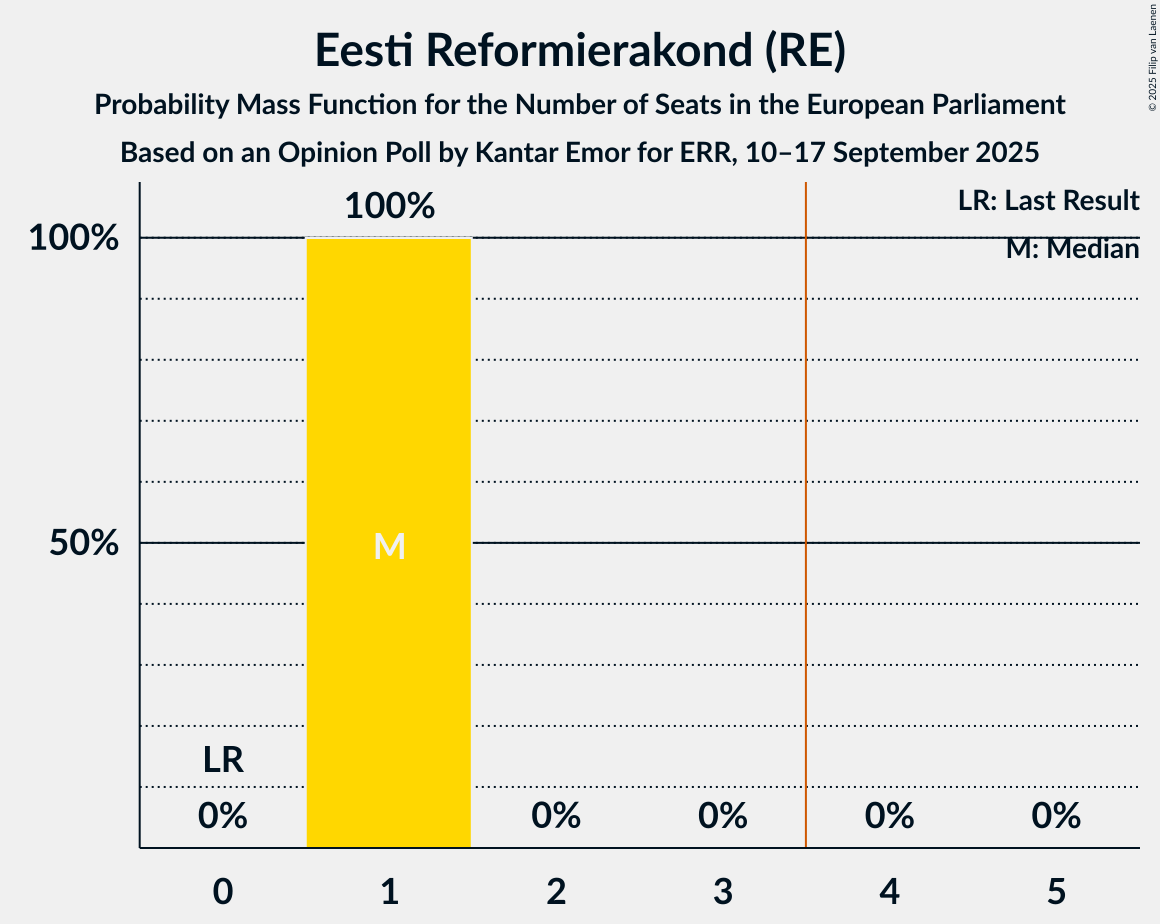 Eesti Reformierakond (RE)
Probability Mass Function for the Number of Seats in the European Parliament
Based on an Opinion Poll by Kantar Emor for ERR, 10–17 September 2025
© 2025 Filip van Laenen
LR: Last Result
M: Median
100%
100%
50%
M
LR
0%
0%
0%
0%
0%
0
1
2
3
4
5